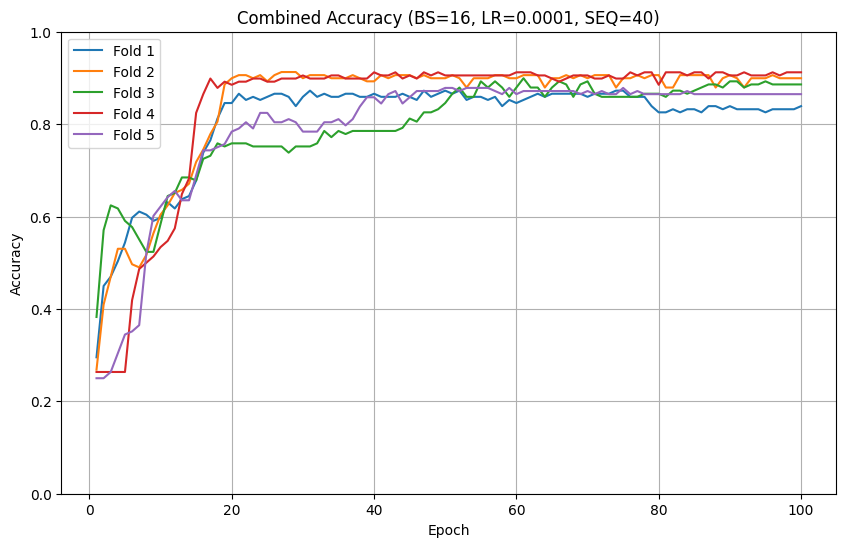 Combined Accuracy (BS=16, LR=0.0001, SEQ=40)
Fold 1
Fold 2
Fold 3
Fold 4
Fold 5
Accuracy
1.0
0.8
0.6
0.4
0.2
0.0
0
20
40
60
80
100
Epoch